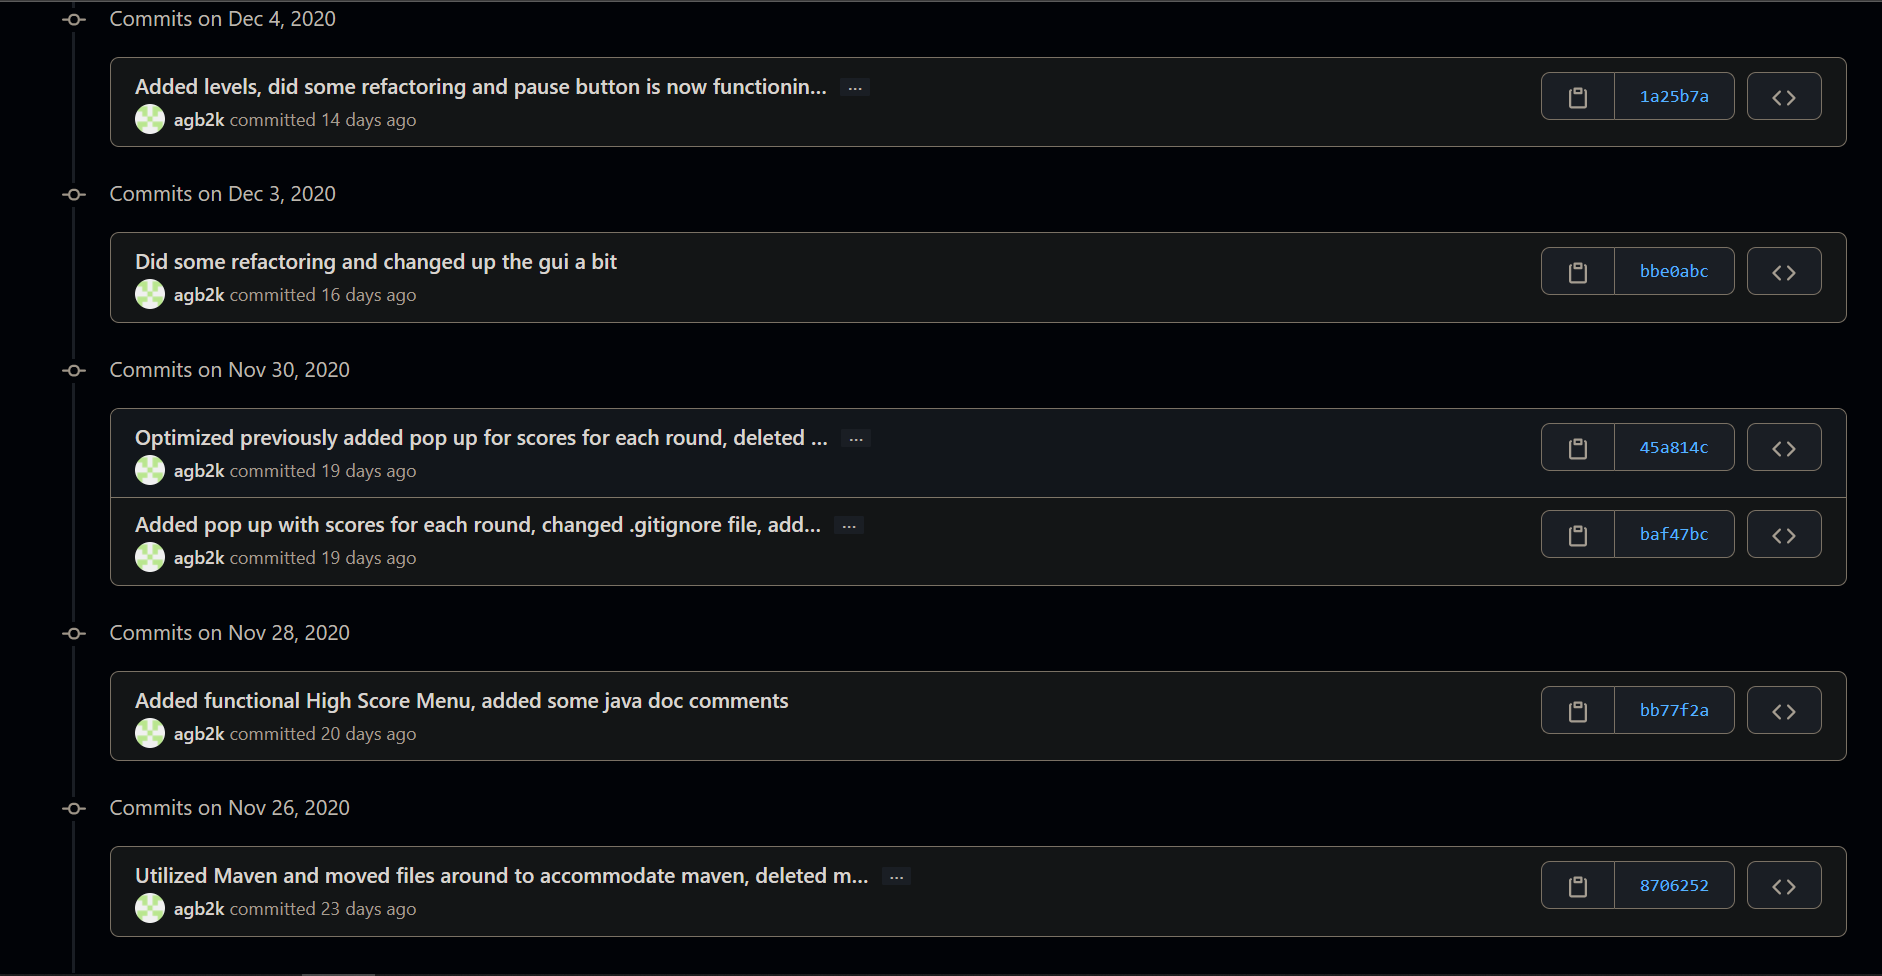 Commits on Dec 4, 2020
Added levels, did some refactoring and pause button is now functionin... ...
agb2k committed 14 days ago
1a25b7a
Commits on Dec 3, 2020
Did some refactoring and changed up the gui a bit
agb2k committed 16 days ago
bbe0abc
Commits on Nov 30, 2020
Optimized previously added pop up for scores for each round, deleted ... ...
agb2k committed 19 days ago
45a814c
Added pop up with scores for each round, changed .gitignore file, add... ...
agb2k committed 19 days ago
baf47bc
Commits on Nov 28, 2020
Added functional High Score Menu, added some java doc comments
agb2k committed 20 days ago
bb77f2a
Commits on Nov 26, 2020
Utilized Maven and moved files around to accommodate maven, deleted m... ...
agb2k committed 23 days ago
8706252